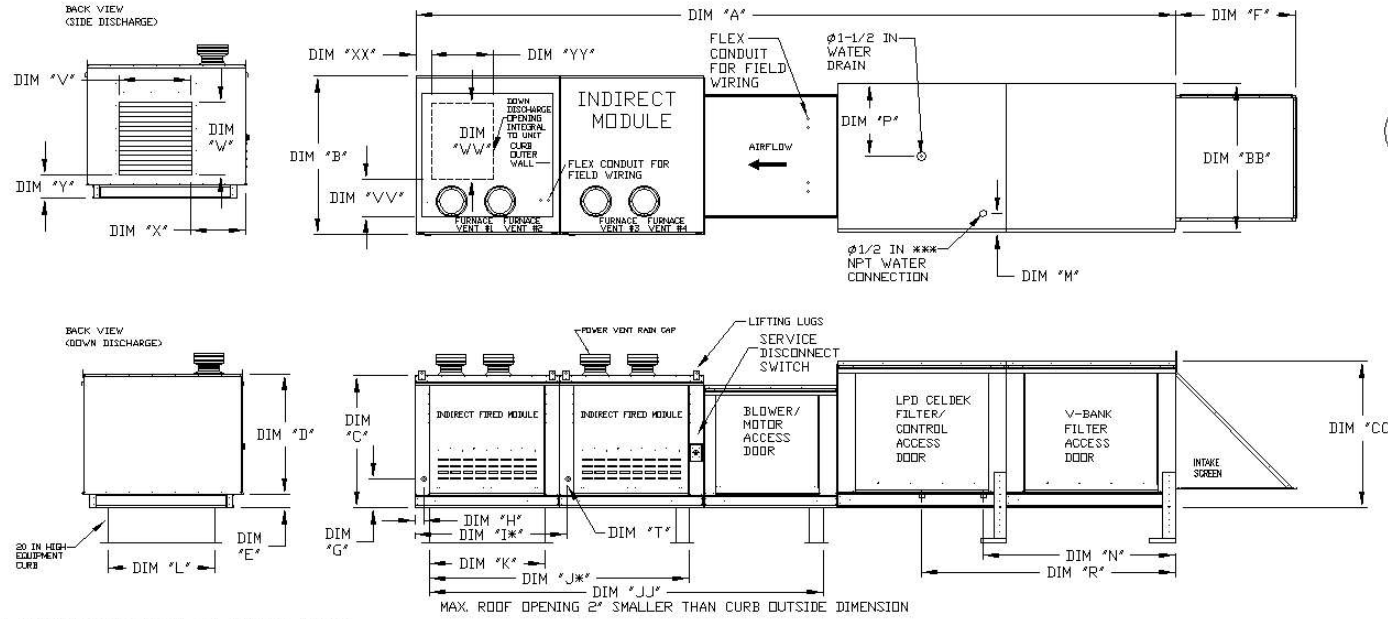 BACK VIEW
(SIDE DISCHARGE)
DIM "V"
DIM
"W"
DIM "Y"
DIM "X"
DIM "A"
DIM "F"
DIM "XX"
DIM "YY"
FLEX
CONDUIT
FOR FIELD
WIRING
Ø1-1/2 IN
WATER
DRAIN
DIM "B"
DIM
"WW"
DOWN
DISCHARGE
OPENING
INTEGRAL
TO UNIT
CURB
OUTER
WALL
INDIRECT
MODULE
FLEX CONDUIT FOR
FIELD WIRING
DIM "VV"
FURNACE
VENT #1
FURNACE
VENT #2
FURNACE
VENT #3
FURNACE
VENT #4
AIRFLOW
DIM "P"
DIM "BB"
Ø1/2 IN ***
NPT WATER
CONNECTION
DIM "M"
BACK VIEW
(DOWN DISCHARGE)
DIM "D"
20 IN HIGH
EQUIPMENT
CURB
DIM "L"
DIM
"E"
POWER VENT RAIN CAP
LIFTING LUGS
SERVICE
DISCONNECT
SWITCH
DIM
"C"
INDIRECT FIRED MODULE
INDIRECT FIRED MODULE
BLOWER/
MOTOR
ACCESS
DOOR
LPD CELDEK
FILTER/
CONTROL
ACCESS
DOOR
V-BANK
FILTER
ACCESS
DOOR
INTAKE
SCREEN
DIM "CC
DIM
"G"
DIM "H"
DIM "I*"
DIM "T"
DIM "K"
DIM "J*"
DIM "JJ"
DIM "N"
DIM "R"
MAX. ROOF OPENING 2" SMALLER THAN CURB OUTSIDE DIMENSION